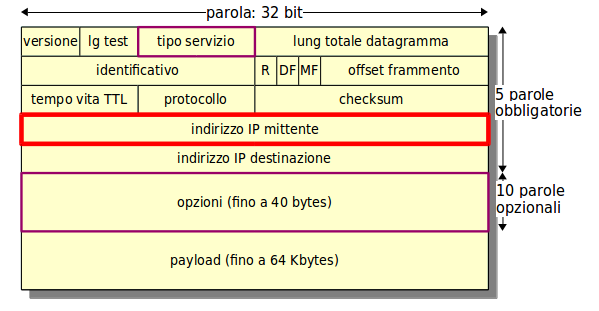 parola: 32 bit
versione lg test tipo servizio lung totale datagramma
identificativo R DF MF offset frammento
tempo vita TTL protocollo checksum
5 parole
obbligatorie
indirizzo IP mittente
indirizzo IP destinazione
opzioni (fino a 40 bytes)
10 parole
opzionali
payload (fino a 64 Kbytes)